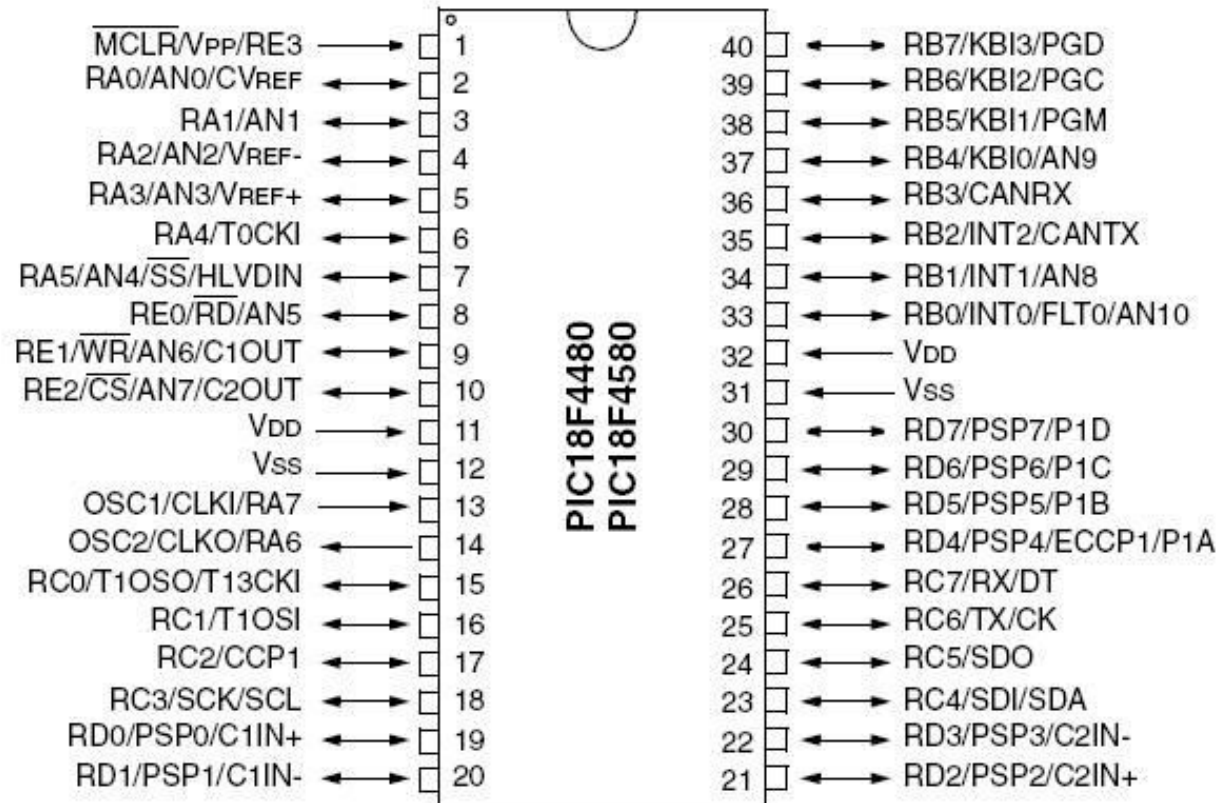 MCLR/VPP/RE3
RA0/AN0/CVREF
RA1/AN1
RA2/AN2/VREF-
RA3/AN3/VREF+
RA4/T0CKI
RA5/AN4/SS/HLVDIN
RE0/RD/AN5
RE1/WR/AN6/C1OUT
RE2/CS/AN7/C2OUT
VDD
VSS
OSC1/CLKI/RA7
OSC2/CLKO/RA6
RC0/T1OSO/T13CKI
RC1/T1OSI
RC2/CCP1
RC3/SCK/SCL
RD0/PSP0/C1IN+
RD1/PSP1/C1IN-
1
2
3
4
5
6
7
8
9
10
11
12
13
14
15
16
17
18
19
20
PIC18F4480
PIC18F4580
40
39
38
37
36
35
34
33
32
31
30
29
28
27
26
25
24
23
22
21
RB7/KBI3/PGD
RB6/KBI2/PGC
RB5/KBI1/PGM
RB4/KBI0/AN9
RB3/CANRX
RB2/INT2/CANTX
RB1/INT1/AN8
RB0/INT0/FLT0/AN10
VDD
VSS
RD7/PSP7/P1D
RD6/PSP6/P1C
RD5/PSP5/P1B
RD4/PSP4/ECCP1/P1A
RC7/RX/DT
RC6/TX/CK
RC5/SDO
RC4/SDI/SDA
RD3/PSP3/C2IN-
RD2/PSP2/C2IN+